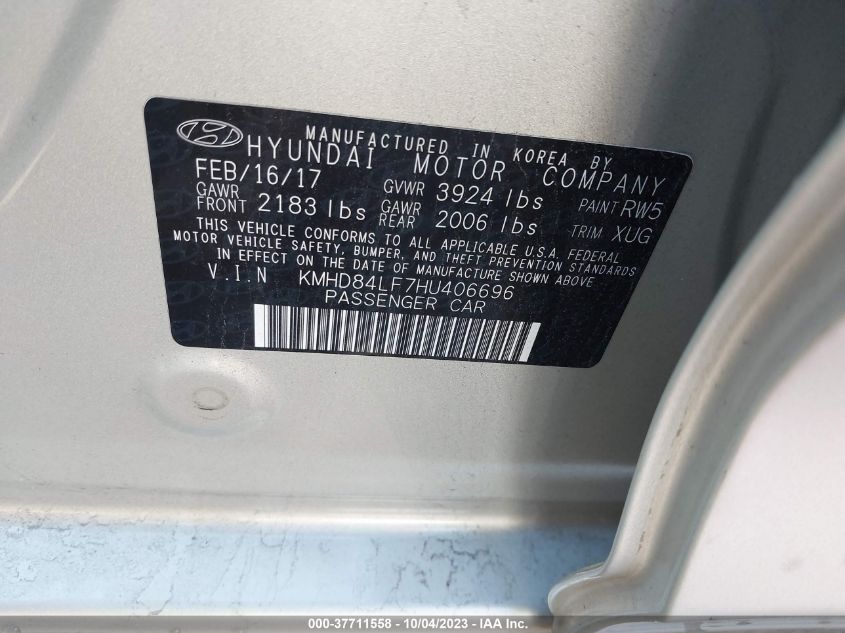 MANUFACTURED IN KOREA BY
HYUNDAI MOTOR COMPANY
FEB/16/17 GVWR 3924 lbs PAINT RW5
GAWR FRONT 2183 lbs GAWR REAR 2006 lbs TRIM XUG
THIS VEHICLE CONFORMS TO ALL APPLICABLE U.S.A. FEDERAL
MOTOR VEHICLE SAFETY, BUMPER, AND THEFT PREVENTION STANDARDS
IN EFFECT ON THE DATE OF MANUFACTURE SHOWN ABOVE
V.I.N KMHD84LF7HU406696
PASSENGER CAR
000-37711558 - 10/04/2023 - IAA Inc.